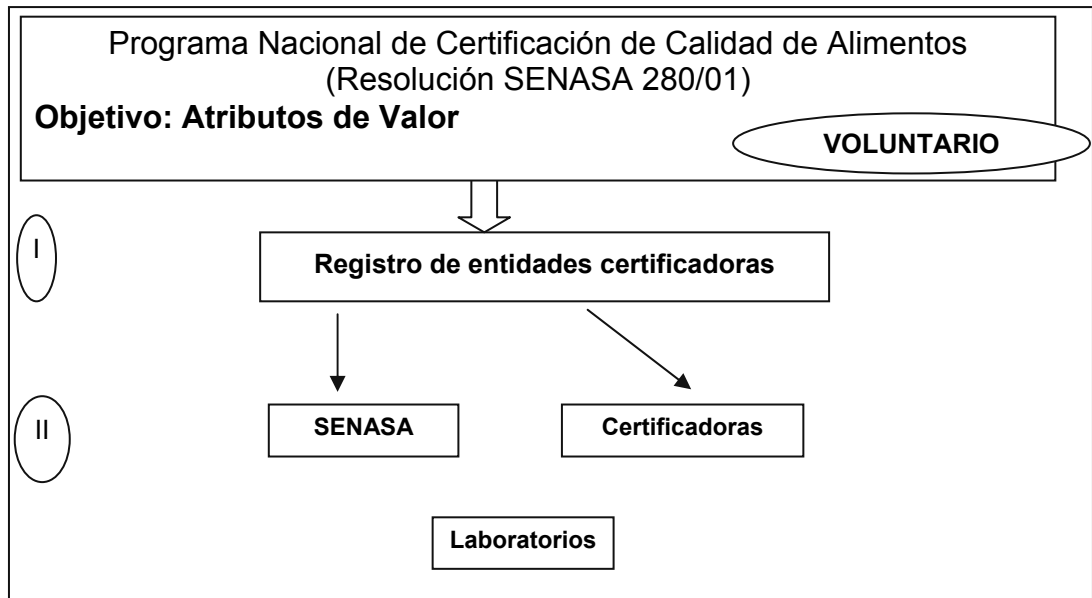 Programa Nacional de Certificación de Calidad de Alimentos
(Resolución SENASA 280/01)
Objetivo: Atributos de Valor
VOLUNTARIO
I
Registro de entidades certificadoras
II
SENASA
Certificadoras
Laboratorios